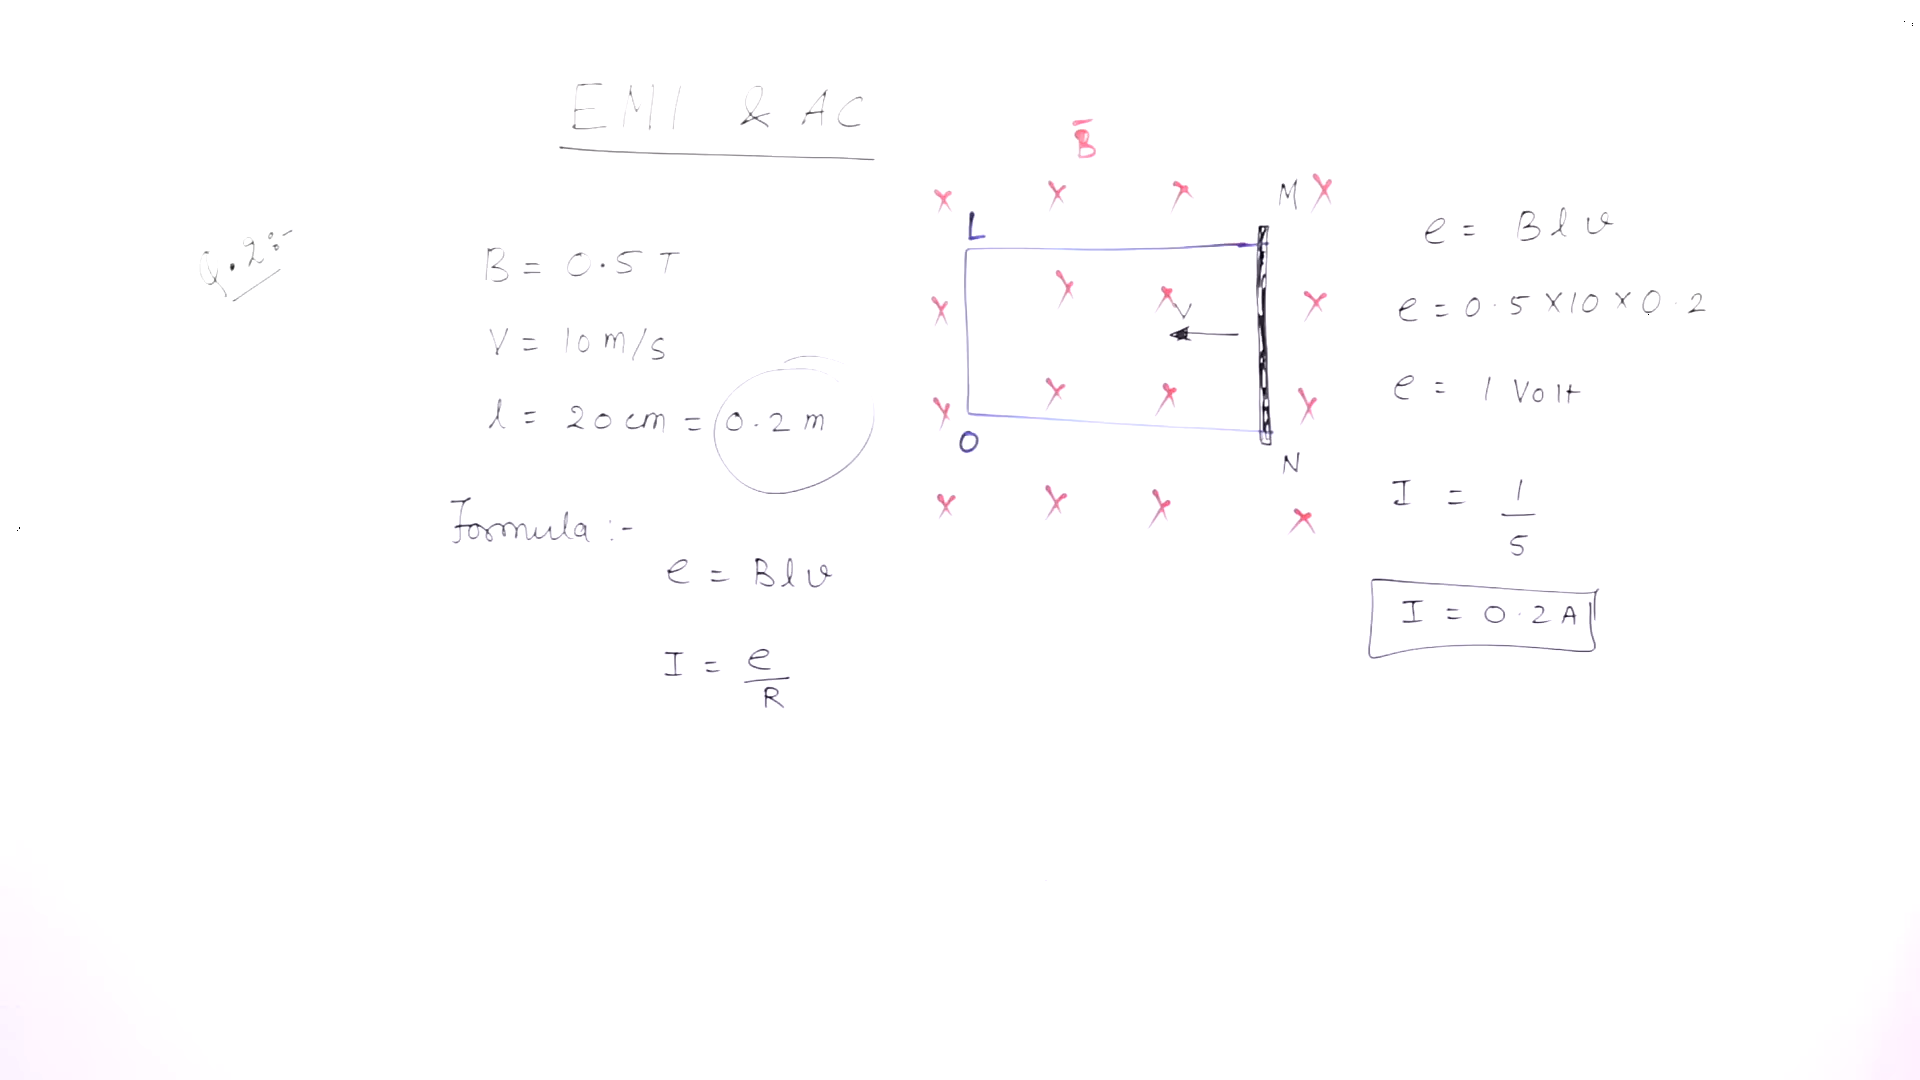 EMI & AC
Q.2:-
B = 0.5 T
V = 10 m/s
l = 20 cm = 0.2 m
Formula :-
e = Blv
I = e/R
B̄
x x x M x
L
x x x V x
x x x x
O
N
x x x x
e = Blv
e = 0.5 x 10 x 0.2
e = 1 Volt
I = 1/5
I = 0.2 A